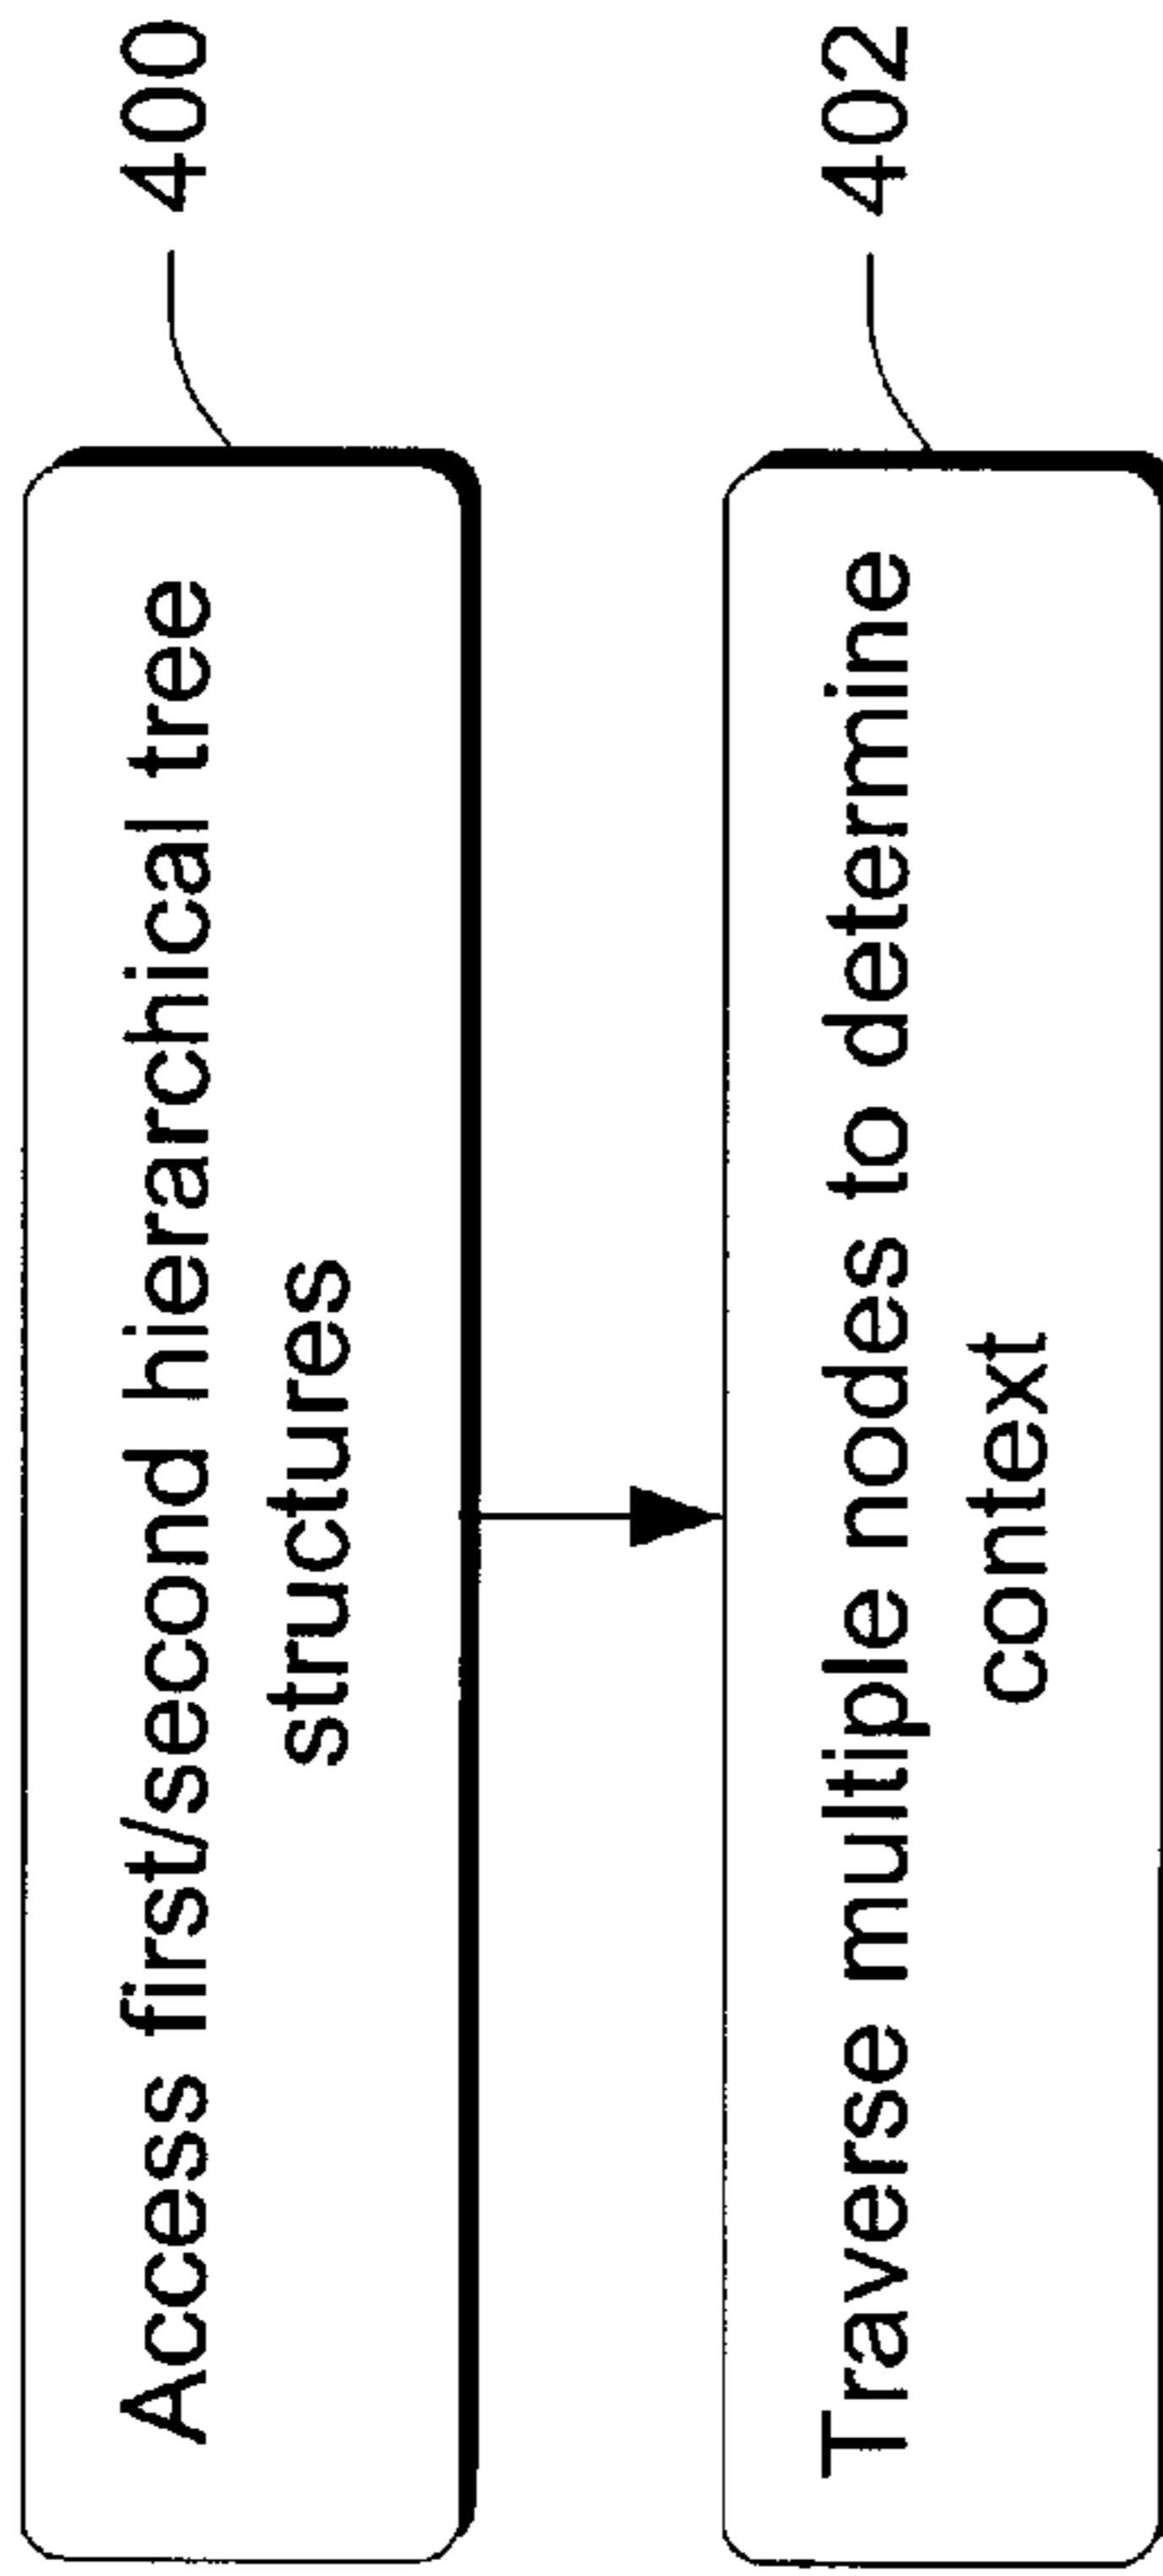 Access first/second hierarchical tree
structures
400
Traverse multiple nodes to determine
context
402